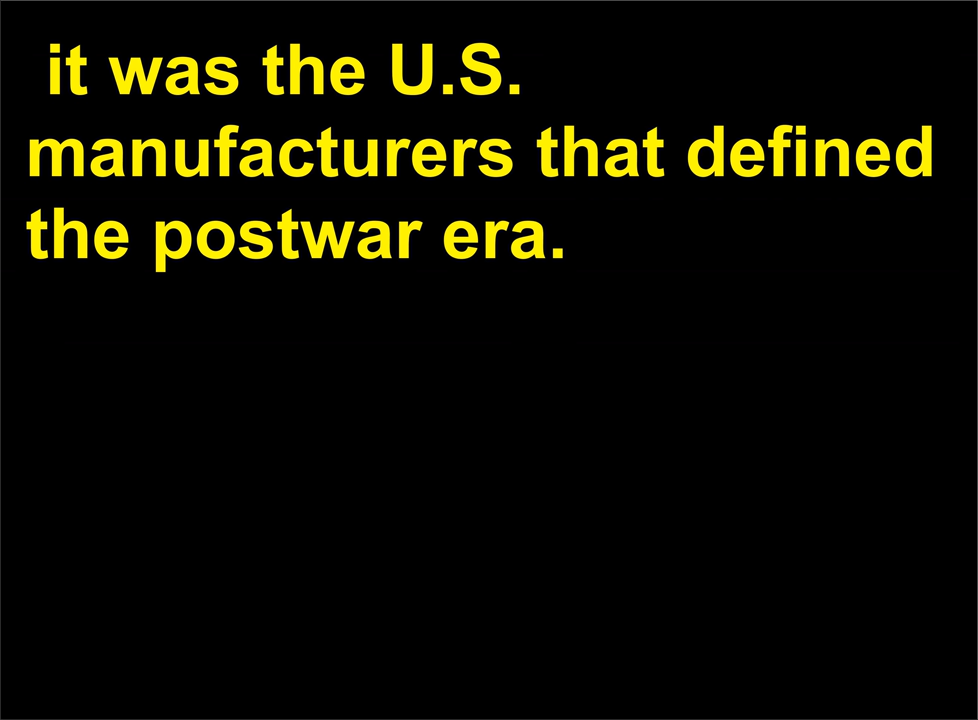 it was the U.S.
manufacturers that defined
the postwar era.